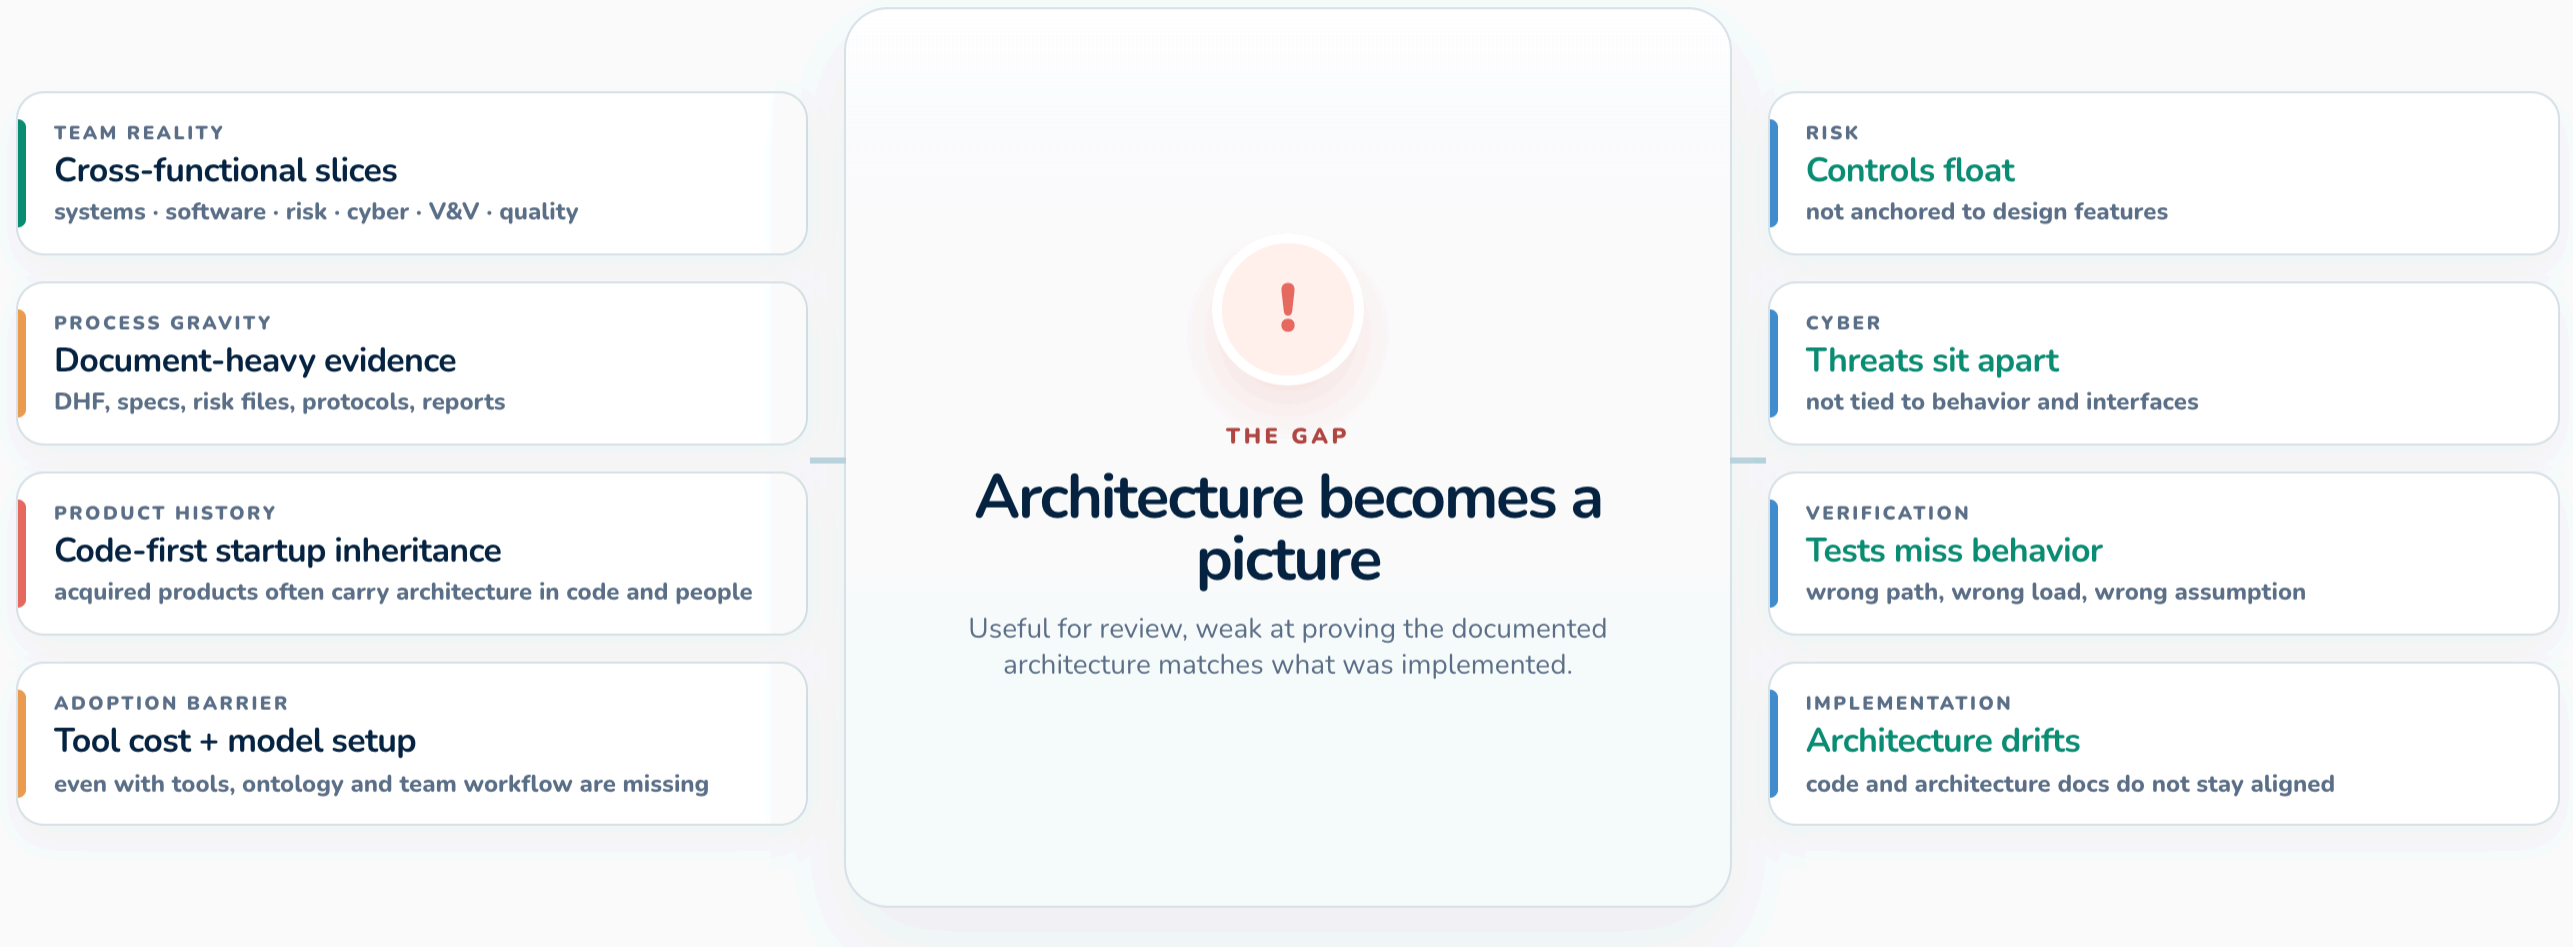 TEAM REALITY
Cross-functional slices
systems · software · risk · cyber · V&V · quality
PROCESS GRAVITY
Document-heavy evidence
DHF, specs, risk files, protocols, reports
PRODUCT HISTORY
Code-first startup inheritance
acquired products often carry architecture in code and people
ADOPTION BARRIER
Tool cost + model setup
even with tools, ontology and team workflow are missing
!
THE GAP
Architecture becomes a
picture
Useful for review, weak at proving the documented
architecture matches what was implemented.
RISK
Controls float
not anchored to design features
CYBER
Threats sit apart
not tied to behavior and interfaces
VERIFICATION
Tests miss behavior
wrong path, wrong load, wrong assumption
IMPLEMENTATION
Architecture drifts
code and architecture docs do not stay aligned